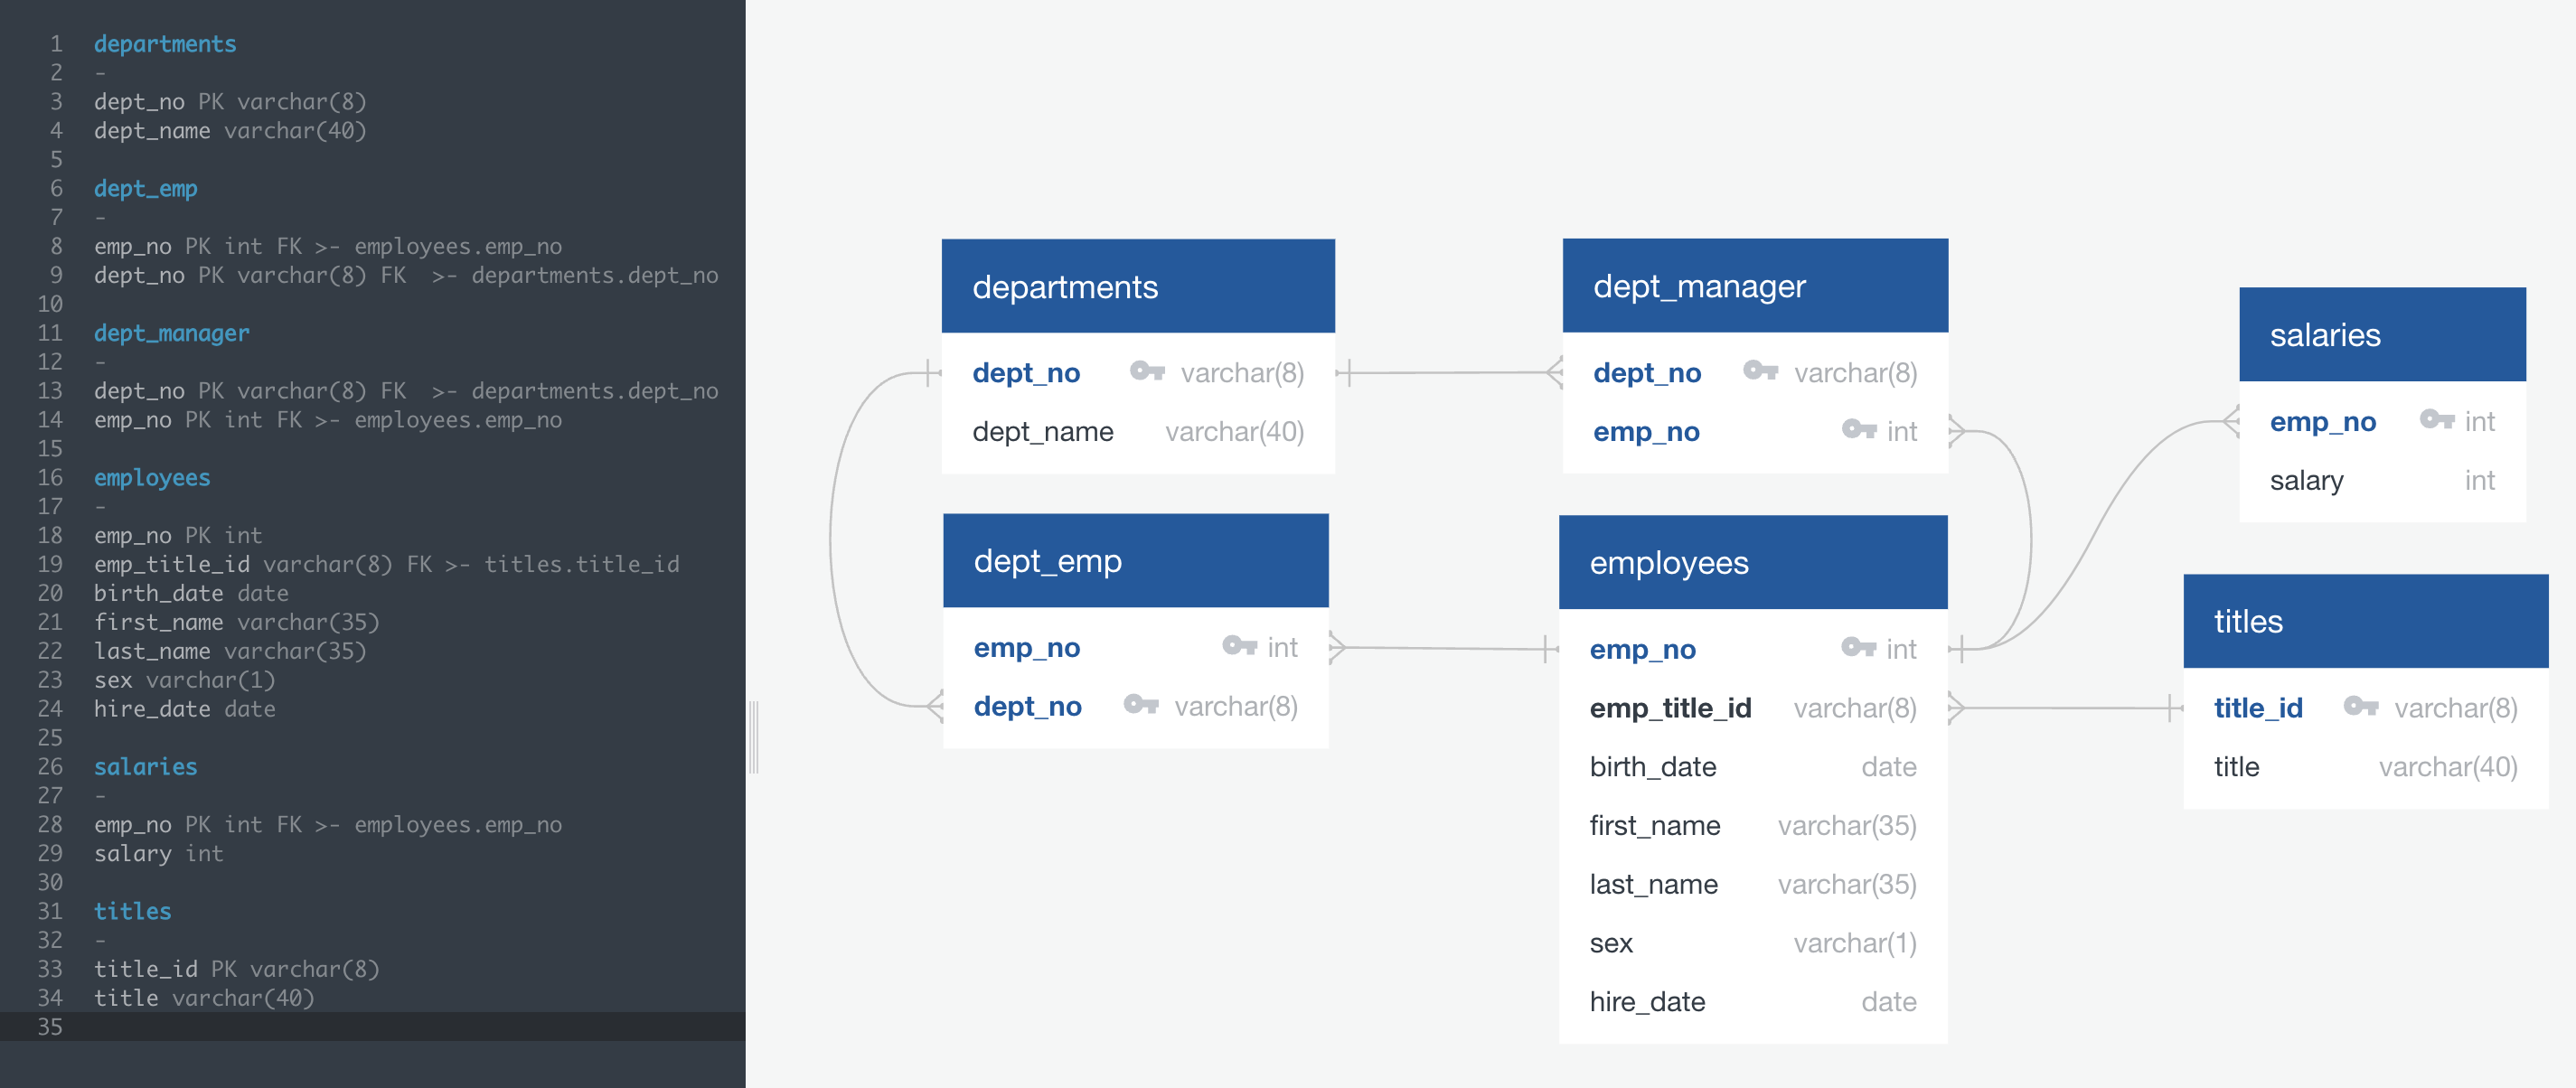 1 departments
2 -
3 dept_no PK varchar(8)
4 dept_name varchar(40)
5
6 dept_emp
7 -
8 emp_no PK int FK >- employees.emp_no
9 dept_no PK varchar(8) FK  >- departments.dept_no
10
11 dept_manager
12 -
13 dept_no PK varchar(8) FK  >- departments.dept_no
14 emp_no PK int FK >- employees.emp_no
15
16 employees
17 -
18 emp_no PK int
19 emp_title_id varchar(8) FK >- titles.title_id
20 birth_date date
21 first_name varchar(35)
22 last_name varchar(35)
23 sex varchar(1)
24 hire_date date
25
26 salaries
27 -
28 emp_no PK int FK >- employees.emp_no
29 salary int
30
31 titles
32 -
33 title_id PK varchar(8)
34 title varchar(40)
35
departments
dept_no varchar(8)
dept_name varchar(40)
dept_manager
dept_no varchar(8)
emp_no int
salaries
emp_no int
salary int
dept_emp
emp_no int
dept_no varchar(8)
employees
emp_no int
emp_title_id varchar(8)
birth_date date
first_name varchar(35)
last_name varchar(35)
sex varchar(1)
hire_date date
titles
title_id varchar(8)
title varchar(40)